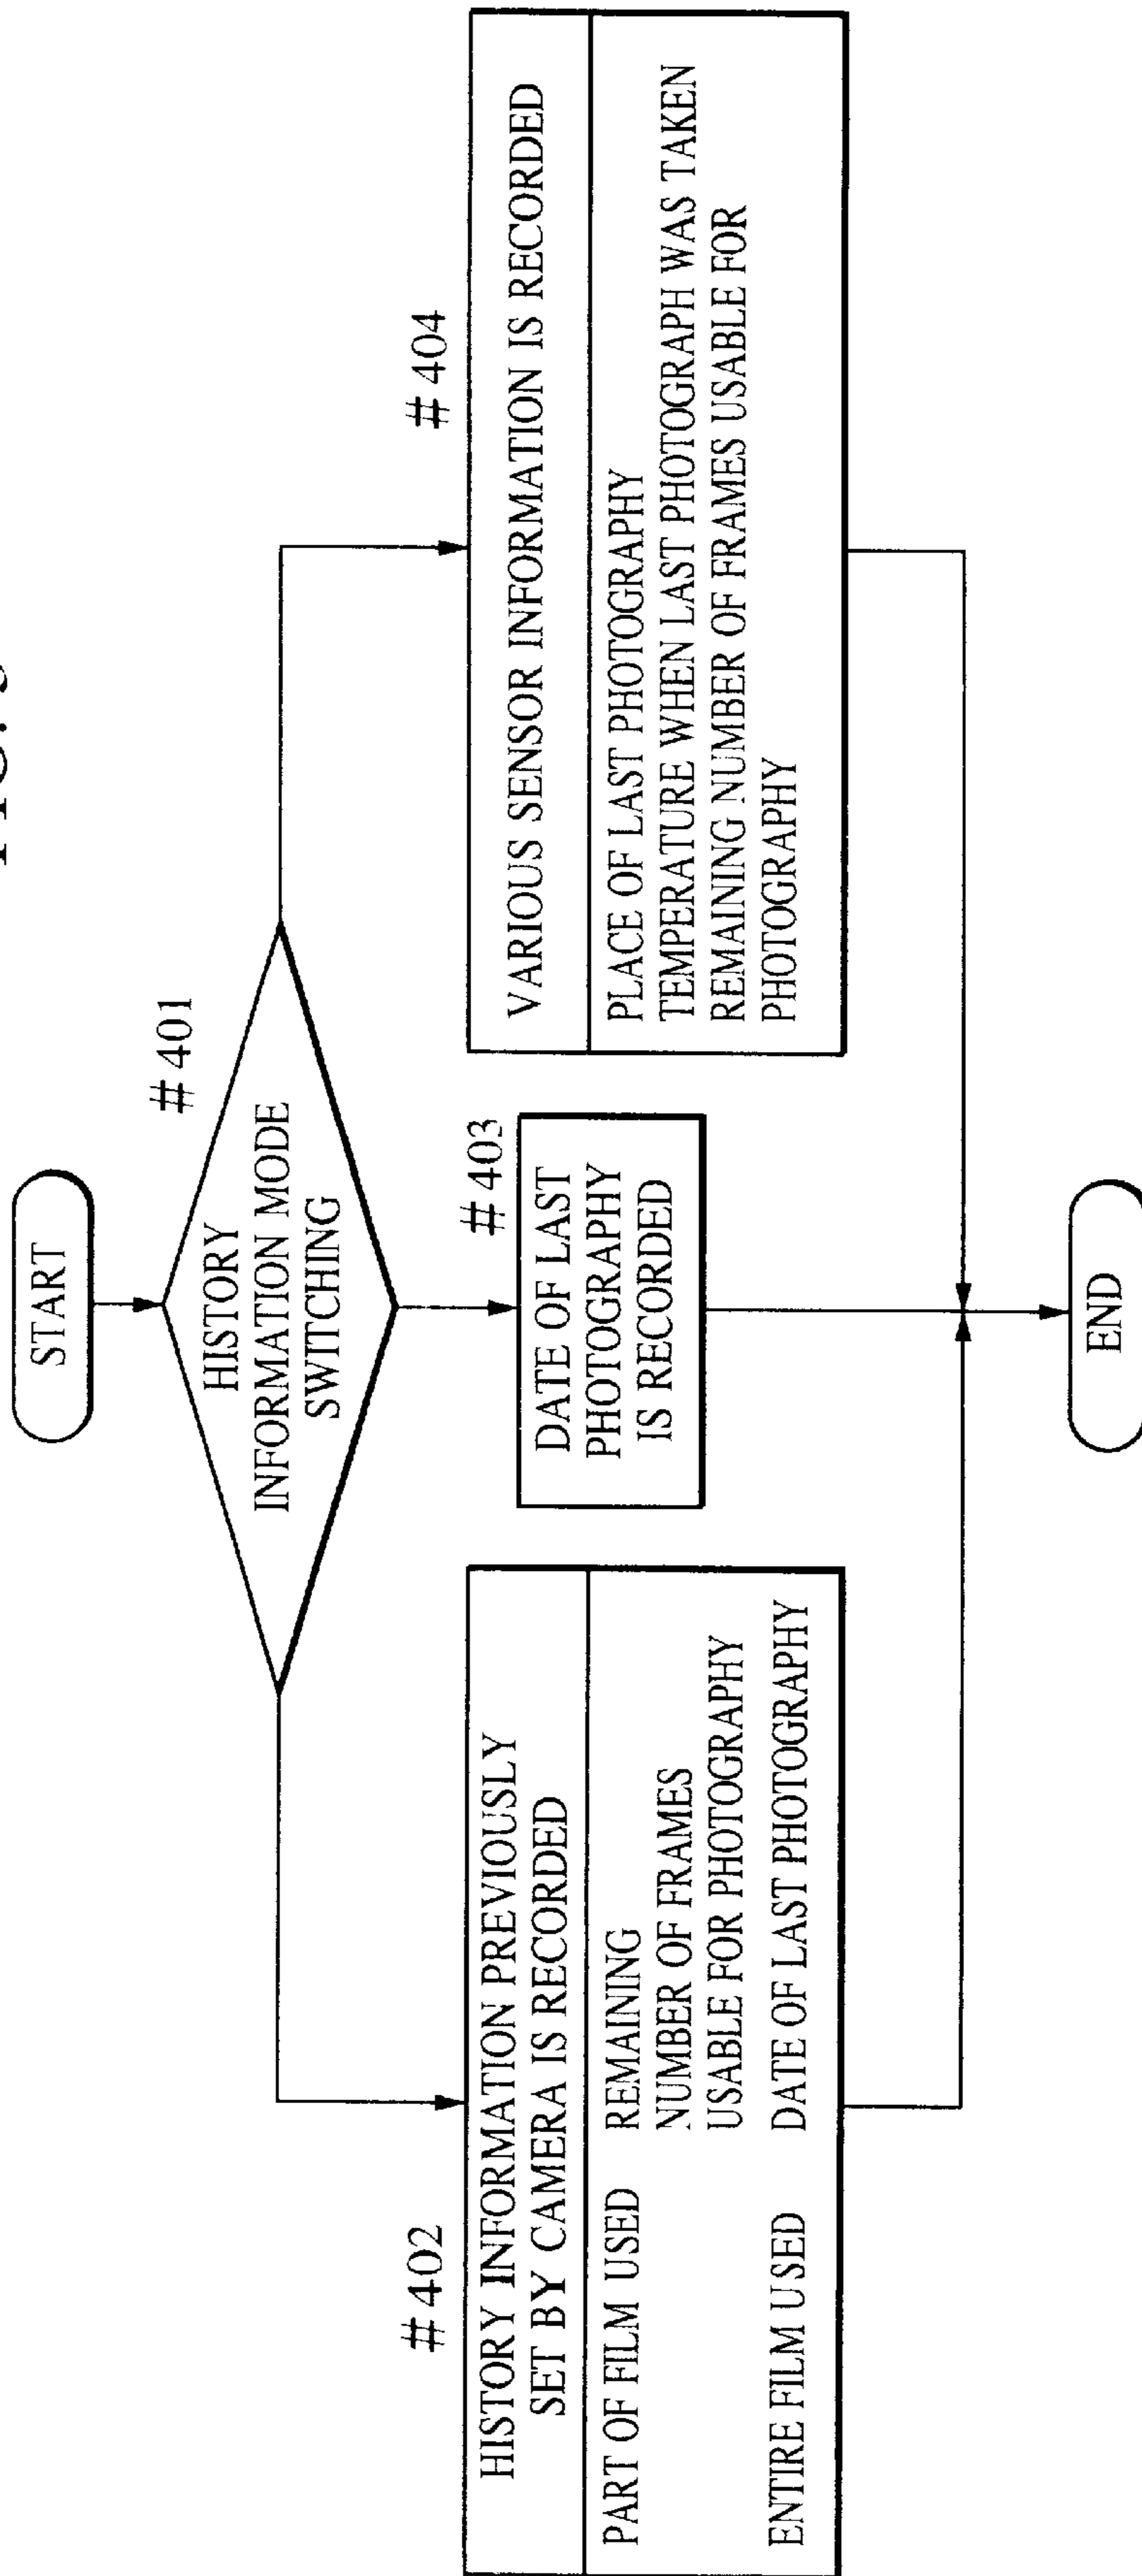 START
#401
HISTORY
INFORMATION MODE
SWITCHING
#402
HISTORY INFORMATION PREVIOUSLY
SET BY CAMERA IS RECORDED
PART OF FILM USED REMAINING
NUMBER OF FRAMES
USABLE FOR PHOTOGRAPHY
ENTIRE FILM USED DATE OF LAST PHOTOGRAPHY
#403
DATE OF LAST
PHOTOGRAPHY
IS RECORDED
#404
VARIOUS SENSOR INFORMATION IS RECORDED
PLACE OF LAST PHOTOGRAPHY
TEMPERATURE WHEN LAST PHOTOGRAPH WAS TAKEN
REMAINING NUMBER OF FRAMES USABLE FOR
PHOTOGRAPHY
END